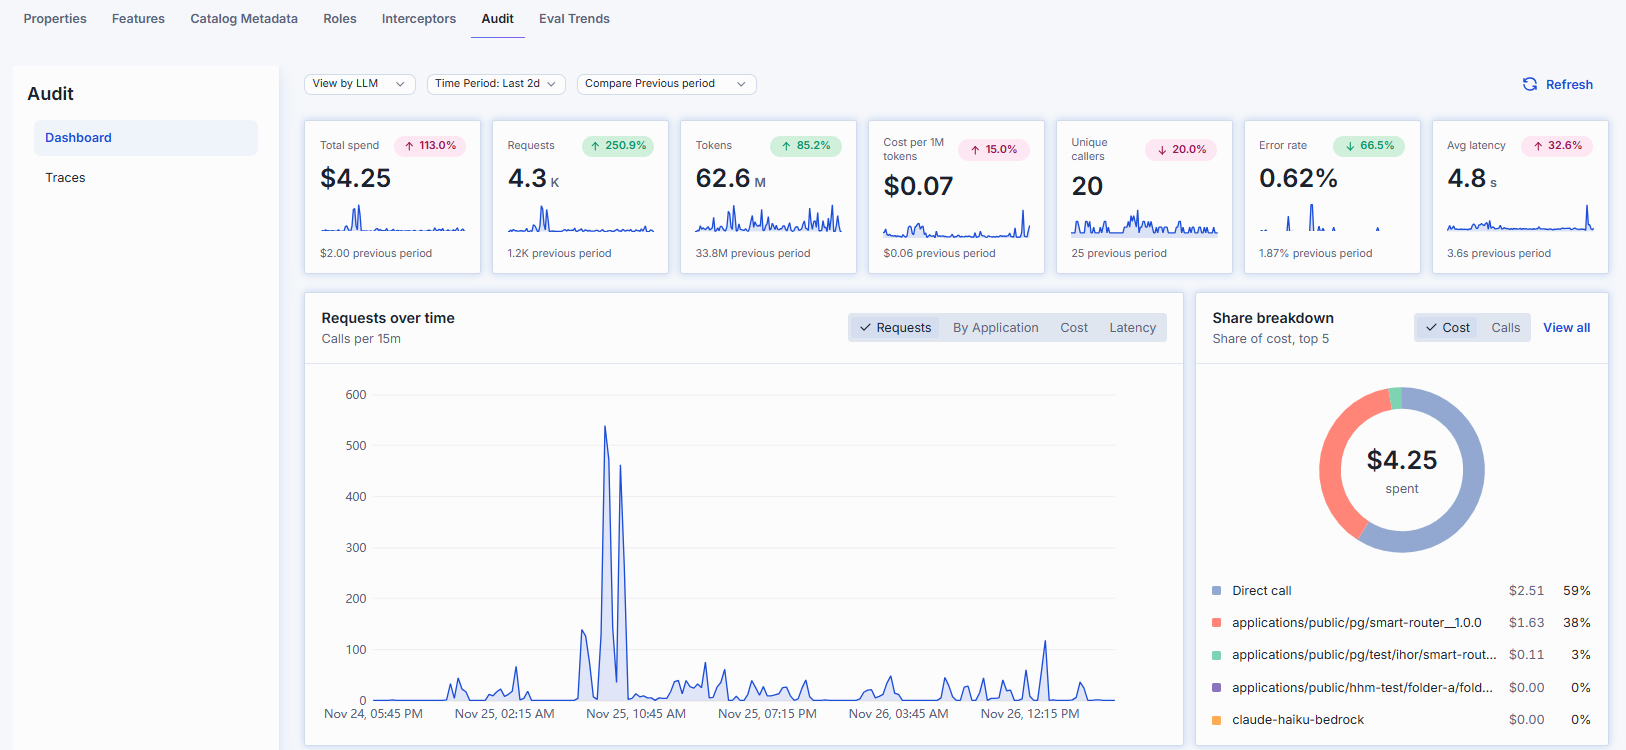 Properties
Features
Catalog Metadata
Roles
Interceptors
Audit
Eval Trends
Audit
Dashboard
Traces
View by LLM
Time Period: Last 2d
Compare Previous period
Refresh
Total spend
↑ 113.0%
$4.25
$2.00 previous period
Requests
↑ 250.9%
4.3 K
1.2K previous period
Tokens
↑ 85.2%
62.6 M
33.8M previous period
Cost per 1M
tokens
↑ 15.0%
$0.07
$0.06 previous period
Unique
callers
↓ 20.0%
20
25 previous period
Error rate
↓ 66.5%
0.62%
1.87% previous period
Avg latency
↑ 32.6%
4.8 s
3.6s previous period
Requests over time
Calls per 15m
Requests
By Application
Cost
Latency
600
500
400
300
200
100
0
Nov 24, 05:45 PM
Nov 25, 02:15 AM
Nov 25, 10:45 AM
Nov 25, 07:15 PM
Nov 26, 03:45 AM
Nov 26, 12:15 PM
Share breakdown
Share of cost, top 5
Cost
Calls
View all
$4.25
spent
Direct call $2.51 59%
applications/public/pg/smart-router__1.0.0 $1.63 38%
applications/public/pg/test/ihor/smart-rout... $0.11 3%
applications/public/hhm-test/folder-a/fold... $0.00 0%
claude-haiku-bedrock $0.00 0%